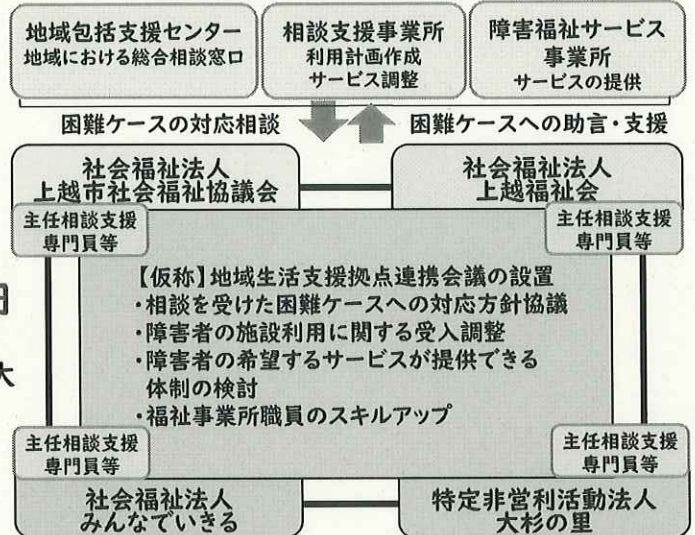 地域包括支援センター
地域における総合相談窓口
相談支援事業所
利用計画作成
サービス調整
障害福祉サービス
事業所
サービスの提供
困難ケースの対応相談
困難ケースへの助言・支援
社会福祉法人
上越市社会福祉協議会
社会福祉法人
上越福祉会
主任相談支援
専門員等
主任相談支援
専門員等
【仮称】地域生活支援拠点連携会議の設置
・相談を受けた困難ケースへの対応方針協議
・障害者の施設利用に関する受入調整
・障害者の希望するサービスが提供できる
体制の検討
・福祉事業所職員のスキルアップ
主任相談支援
専門員等
主任相談支援
専門員等
社会福祉法人
みんなでいきる
特定非営利活動法人
大杉の里